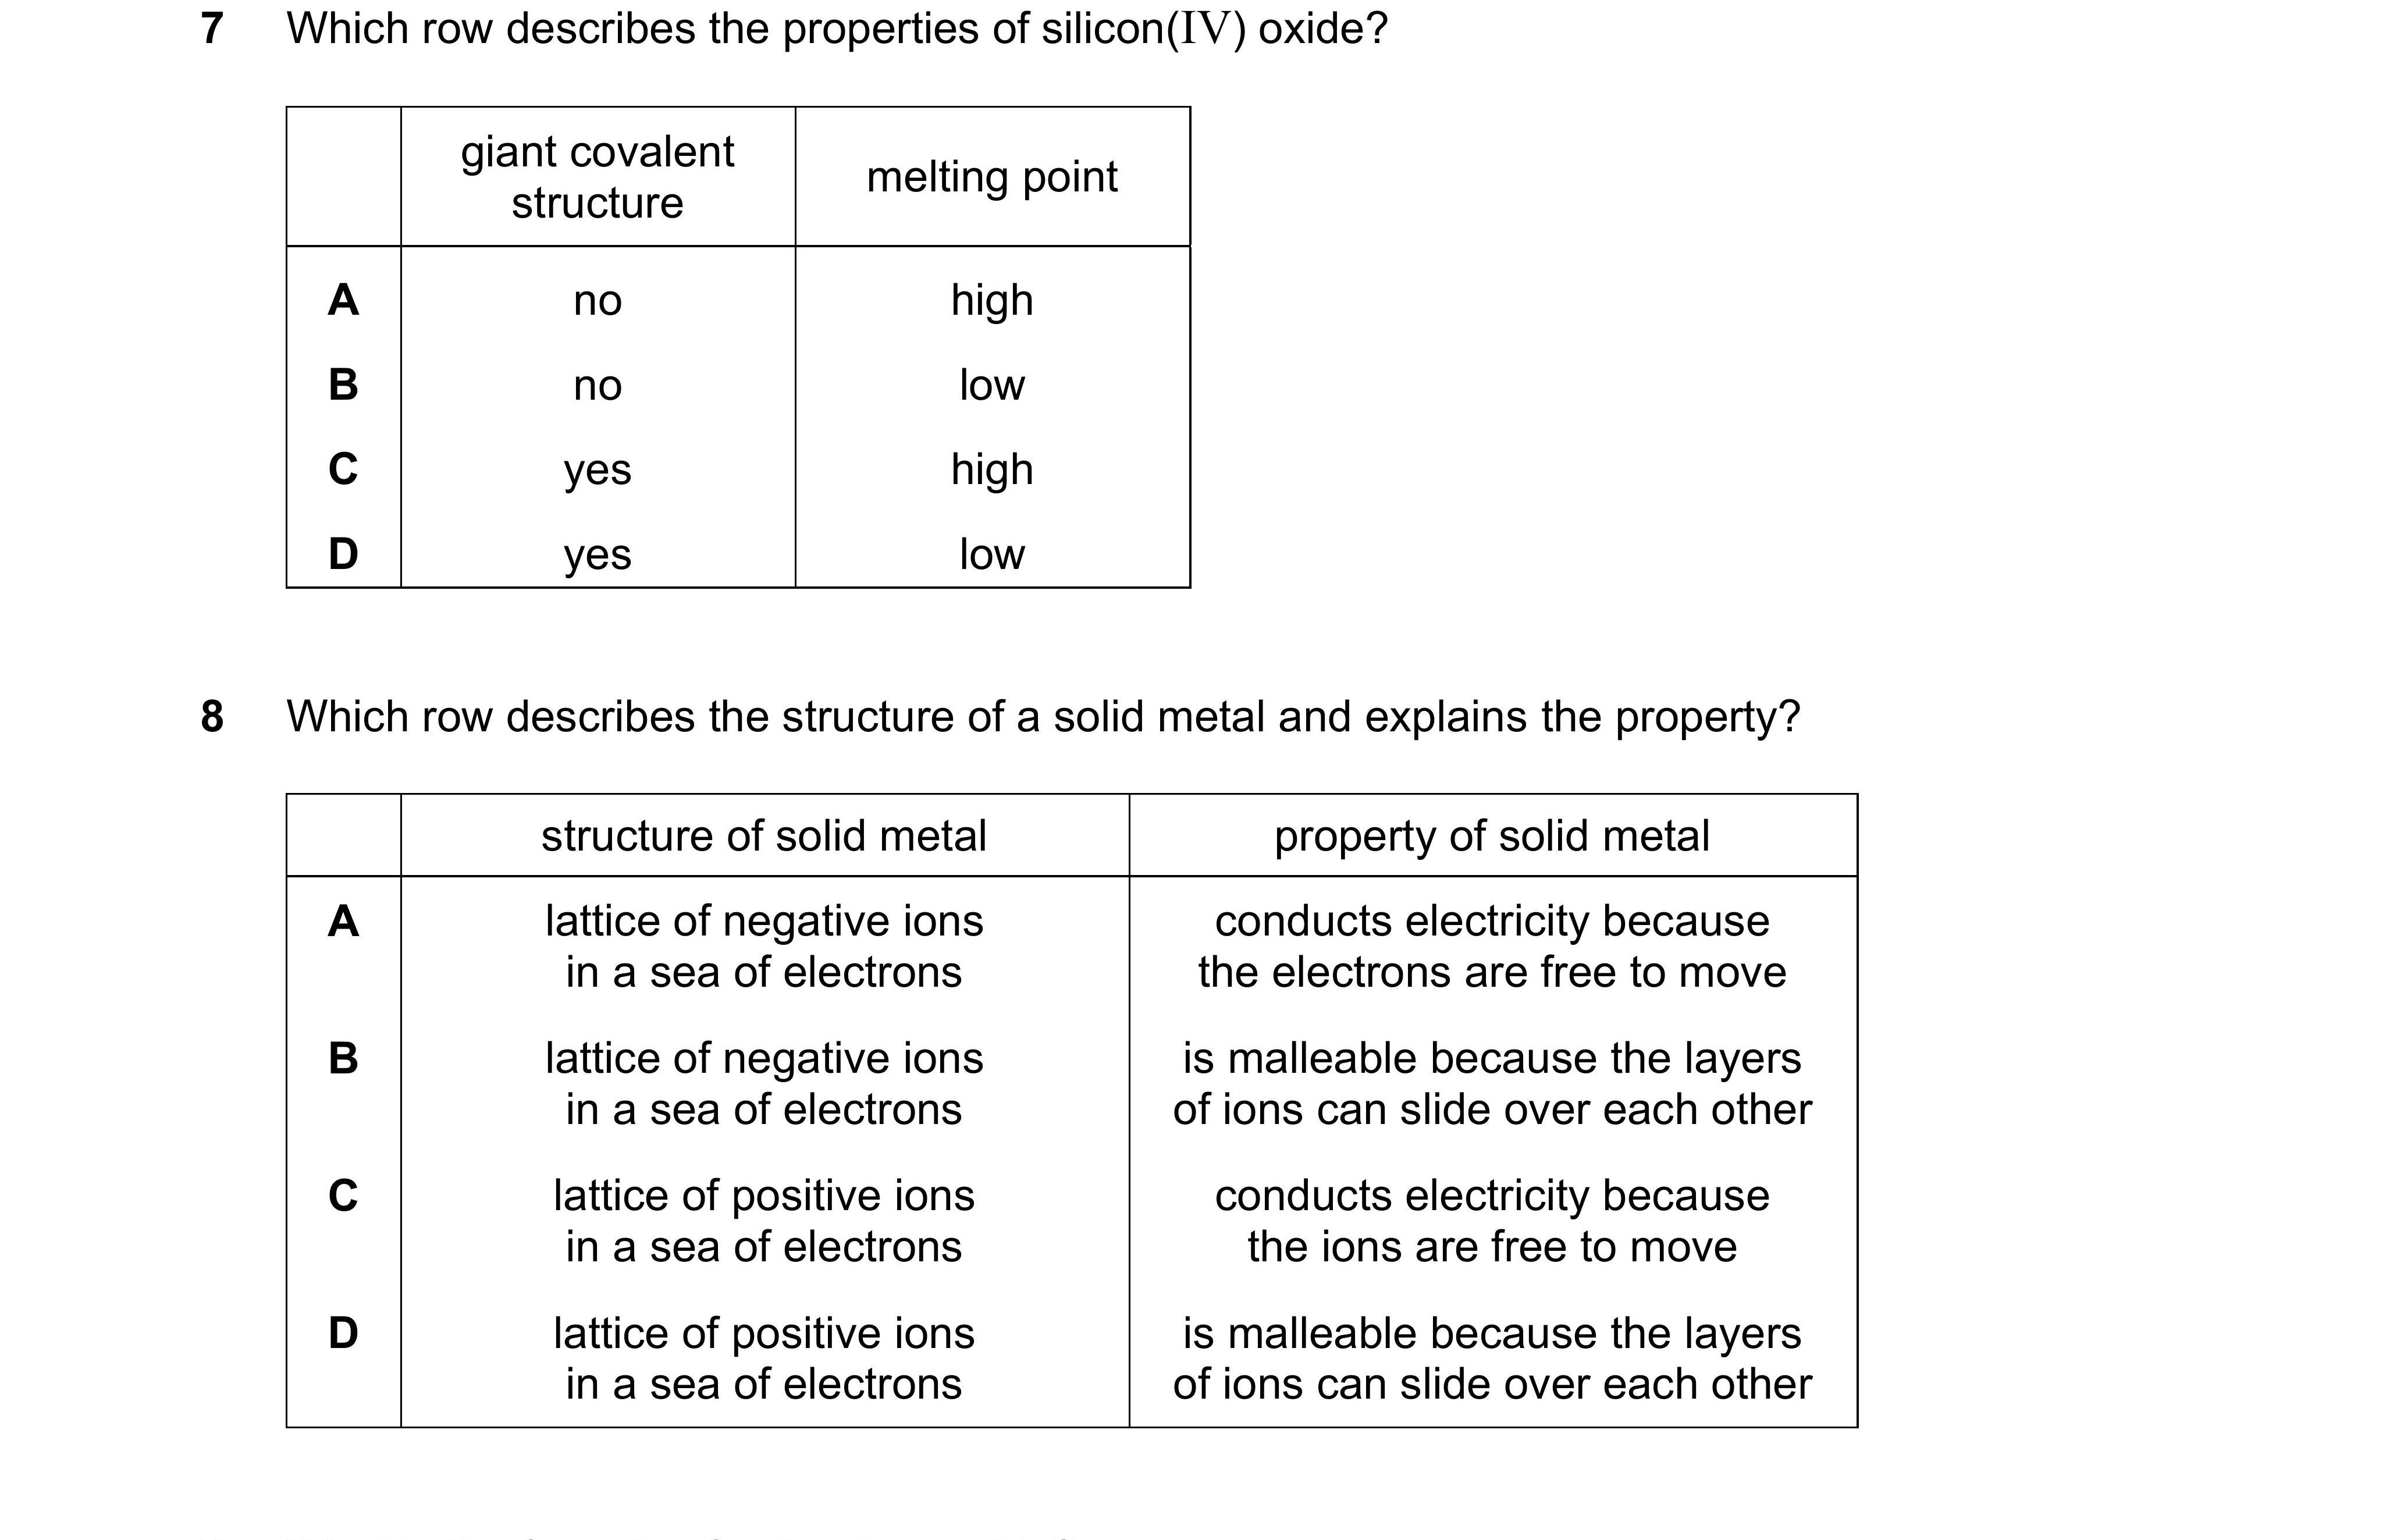 7 Which row describes the properties of silicon(IV) oxide?
giant covalent
structure
melting point
A no high
B no low
C yes high
D yes low
8 Which row describes the structure of a solid metal and explains the property?
structure of solid metal property of solid metal
A lattice of negative ions conducts electricity because
in a sea of electrons the electrons are free to move
B lattice of negative ions is malleable because the layers
in a sea of electrons of ions can slide over each other
C lattice of positive ions conducts electricity because
in a sea of electrons the ions are free to move
D lattice of positive ions is malleable because the layers
in a sea of electrons of ions can slide over each other